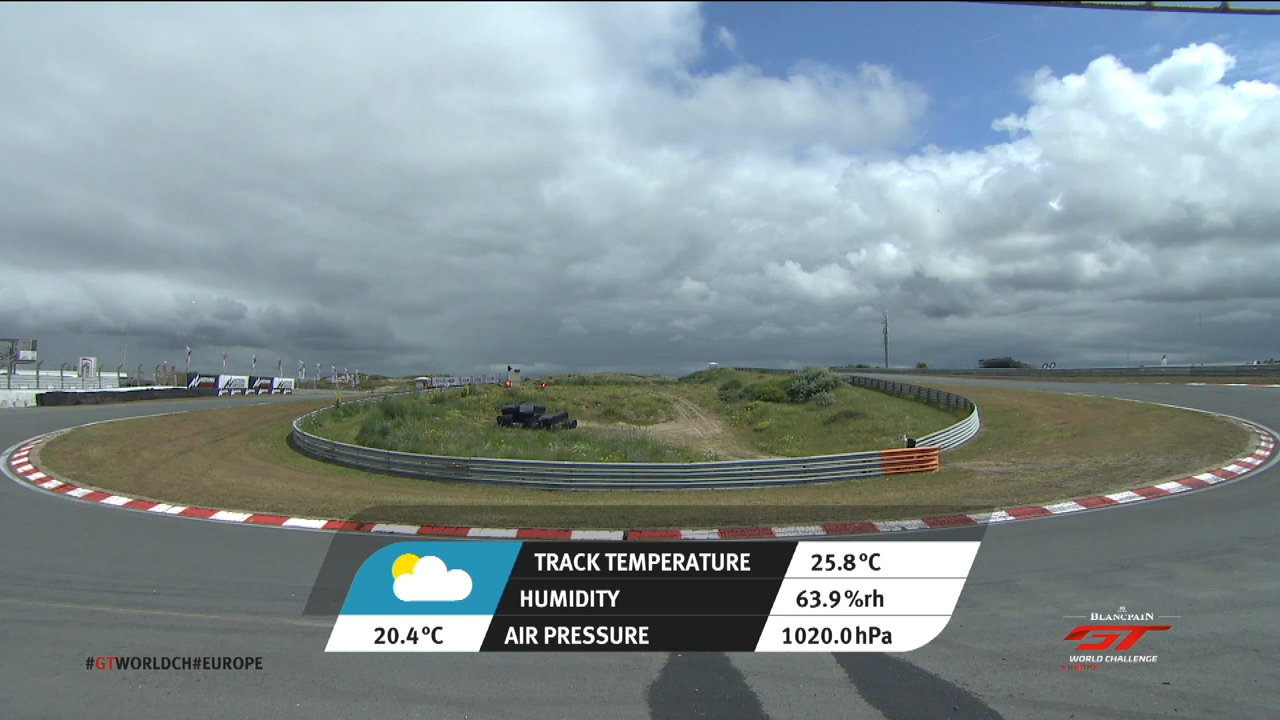 TRACK TEMPERATURE 25.8°C
HUMIDITY 63.9%rh
20.4°C AIR PRESSURE 1020.0hPa
BLANCPAIN
GT
WORLD CHALLENGE
EUROPE
#GTWORLDCH#EUROPE